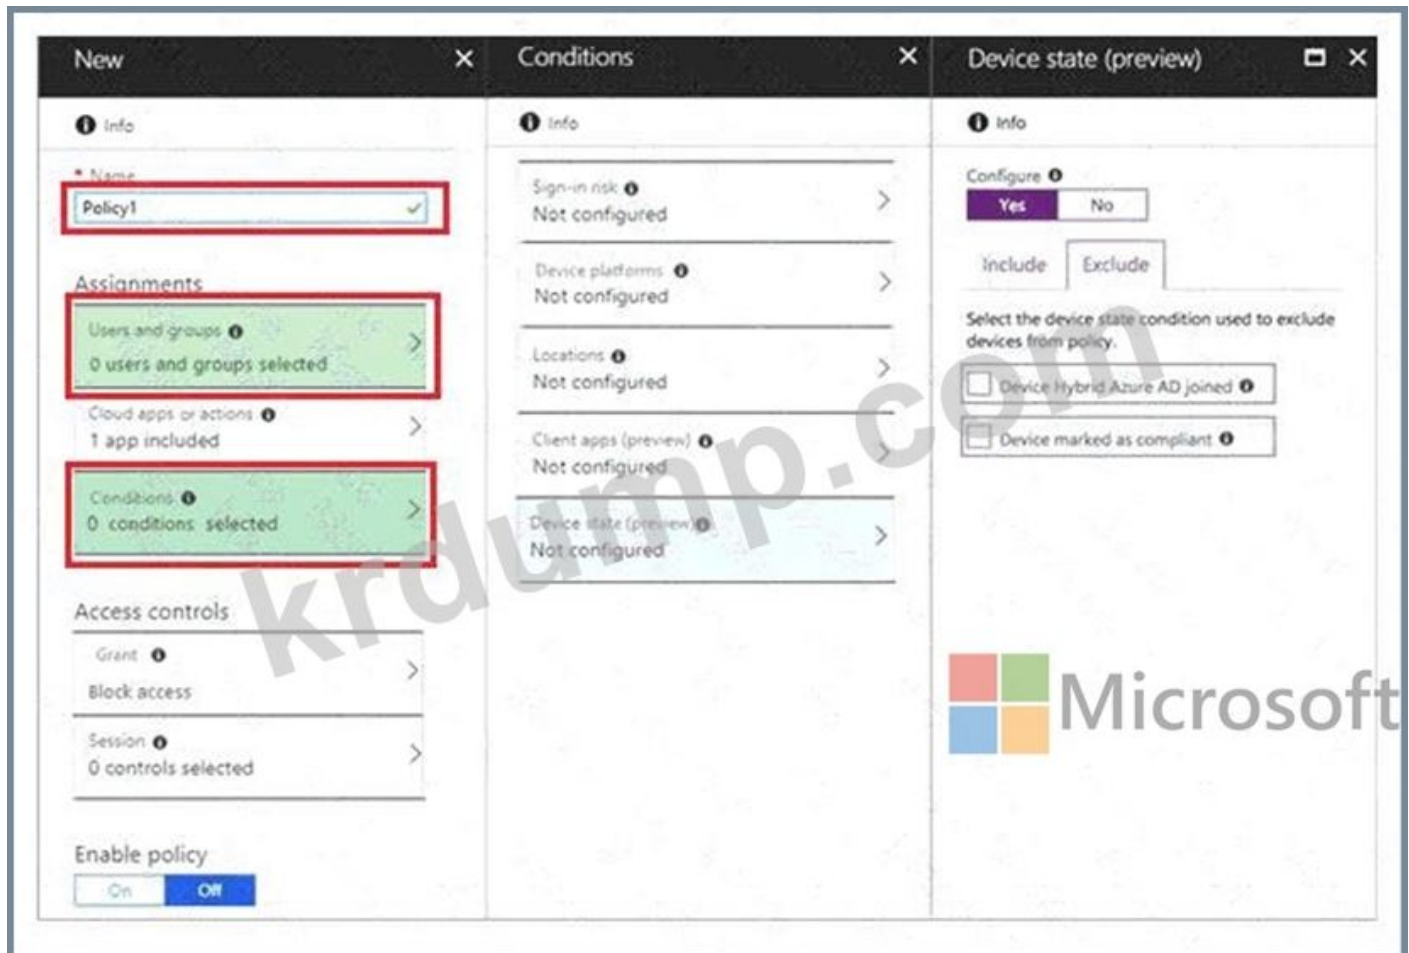 New
Info
* Name
Policy1
Assignments
Users and groups
0 users and groups selected
Cloud apps or actions
1 app included
Conditions
0 conditions selected
Access controls
Grant
Block access
Session
0 controls selected
Enable policy
On Off
Conditions
Info
Sign-in risk
Not configured
Device platforms
Not configured
Locations
Not configured
Client apps (preview)
Not configured
Device state (preview)
Not configured
Device state (preview)
Info
Configure
Yes No
Include Exclude
Select the device state condition used to exclude
devices from policy.
Device Hybrid Azure AD joined
Device marked as compliant
krdump.com
Microsoft